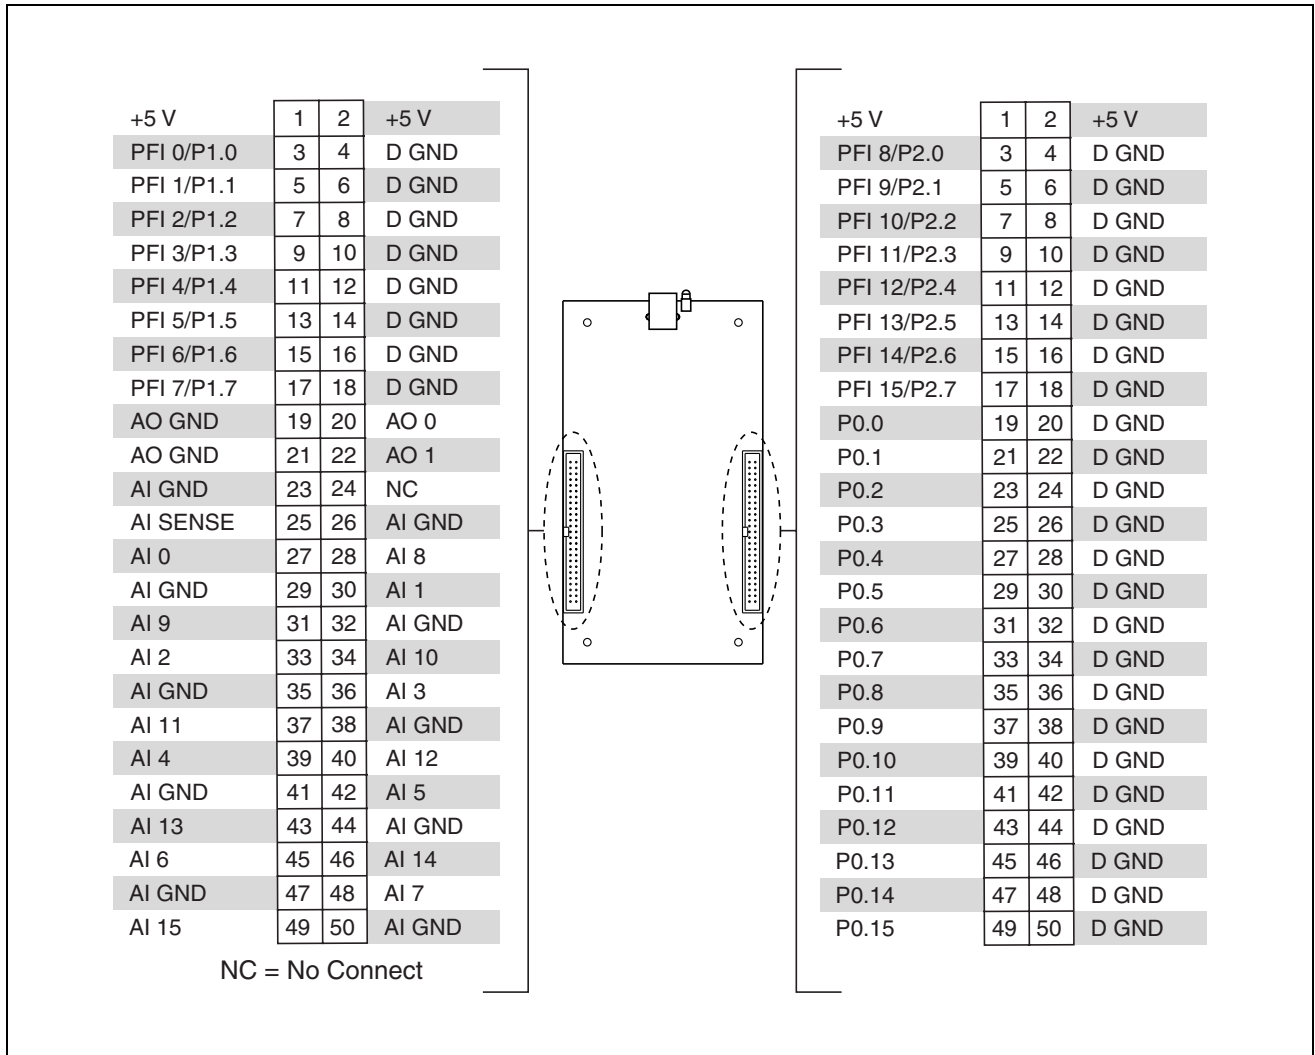 +5 V 1 2 +5 V
PFI 0/P1.0 3 4 D GND
PFI 1/P1.1 5 6 D GND
PFI 2/P1.2 7 8 D GND
PFI 3/P1.3 9 10 D GND
PFI 4/P1.4 11 12 D GND
PFI 5/P1.5 13 14 D GND
PFI 6/P1.6 15 16 D GND
PFI 7/P1.7 17 18 D GND
AO GND 19 20 AO 0
AO GND 21 22 AO 1
AI GND 23 24 NC
AI SENSE 25 26 AI GND
AI 0 27 28 AI 8
AI GND 29 30 AI 1
AI 9 31 32 AI GND
AI 2 33 34 AI 10
AI GND 35 36 AI 3
AI 11 37 38 AI GND
AI 4 39 40 AI 12
AI GND 41 42 AI 5
AI 13 43 44 AI GND
AI 6 45 46 AI 14
AI GND 47 48 AI 7
AI 15 49 50 AI GND
NC = No Connect
+5 V 1 2 +5 V
PFI 8/P2.0 3 4 D GND
PFI 9/P2.1 5 6 D GND
PFI 10/P2.2 7 8 D GND
PFI 11/P2.3 9 10 D GND
PFI 12/P2.4 11 12 D GND
PFI 13/P2.5 13 14 D GND
PFI 14/P2.6 15 16 D GND
PFI 15/P2.7 17 18 D GND
P0.0 19 20 D GND
P0.1 21 22 D GND
P0.2 23 24 D GND
P0.3 25 26 D GND
P0.4 27 28 D GND
P0.5 29 30 D GND
P0.6 31 32 D GND
P0.7 33 34 D GND
P0.8 35 36 D GND
P0.9 37 38 D GND
P0.10 39 40 D GND
P0.11 41 42 D GND
P0.12 43 44 D GND
P0.13 45 46 D GND
P0.14 47 48 D GND
P0.15 49 50 D GND